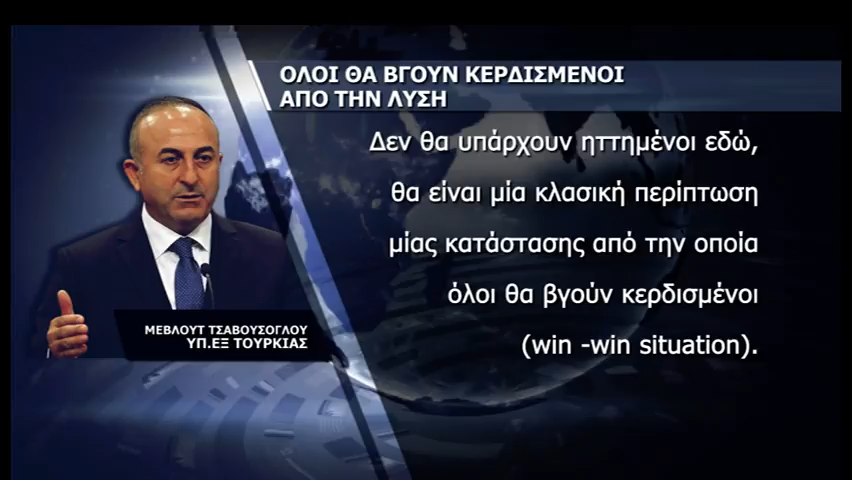 ΟΛΟΙ ΘΑ ΒΓΟΥΝ ΚΕΡΔΙΣΜΕΝΟΙ
ΑΠΟ ΤΗΝ ΛΥΣΗ
Δεν θα υπάρχουν ηττημένοι εδώ,
θα είναι μία κλασική περίπτωση
μίας κατάστασης από την οποία
όλοι θα βγούν κερδισμένοι
(win -win situation).
ΜΕΒΛΟΥΤ ΤΣΑΒΟΥΣΟΓΛΟΥ
ΥΠ.ΕΞ ΤΟΥΡΚΙΑΣ